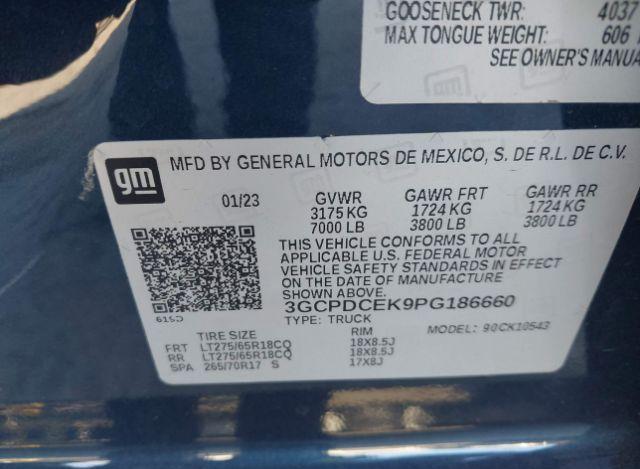 GOOSENECK TWR: 4037
MAX TONGUE WEIGHT: 606
SEE OWNER'S MANUA
gm
MFD BY GENERAL MOTORS DE MEXICO, S. DE R.L. DE C.V.
01/23 GVWR GAWR FRT GAWR RR
3175 KG 1724 KG 1724 KG
7000 LB 3800 LB 3800 LB
THIS VEHICLE CONFORMS TO ALL
APPLICABLE U.S. FEDERAL MOTOR
VEHICLE SAFETY STANDARDS IN EFFECT
ON THE DATE OF MANUFACTURE
SHOWN ABOVE.
3GCPDCEK9PG186660
TYPE: TRUCK MODEL: 90CK10543
TIRE SIZE RIM
FRT LT275/65R18CQ 18X8.5J
RR LT275/65R18CQ 18X8.5J
SPA 265/70R17 S 17X8J